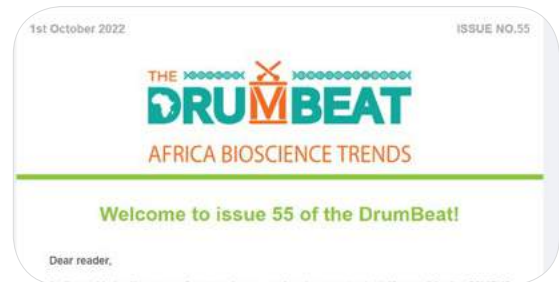 1st October 2022
ISSUE NO.55
THE
DRUMBEAT
AFRICA BIOSCIENCE TRENDS
Welcome to issue 55 of the DrumBeat!
Dear reader,